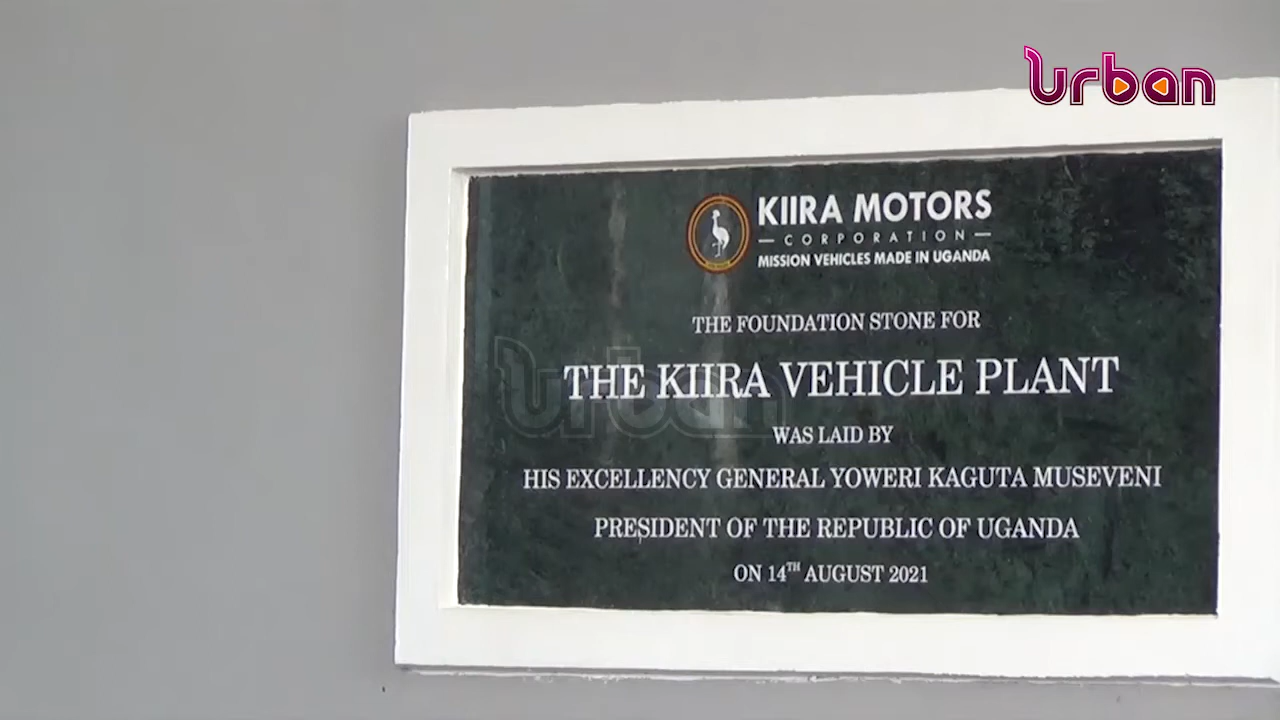 Urban
KIIRA MOTORS
CORPORATION
MISSION VEHICLES MADE IN UGANDA
THE FOUNDATION STONE FOR
THE KIIRA VEHICLE PLANT
Urban
WAS LAID BY
HIS EXCELLENCY GENERAL YOWERI KAGUTA MUSEVENI
PRESIDENT OF THE REPUBLIC OF UGANDA
ON 14TH AUGUST 2021